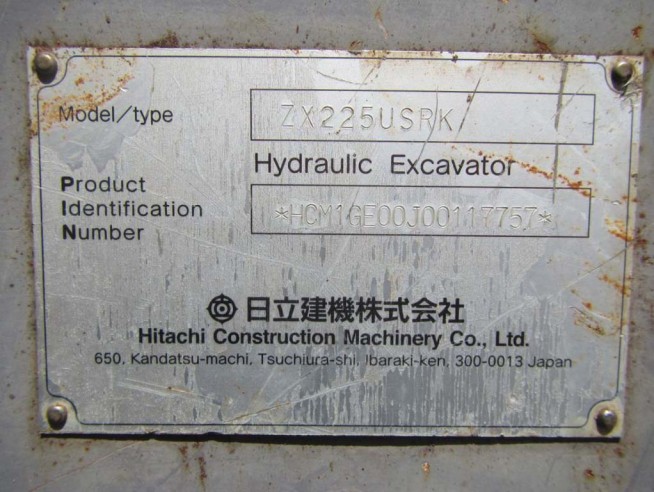 Model/type ZX225USRK
Hydraulic Excavator
Product
Identification *HCM1GE00J00117757*
Number
日立建機株式会社
Hitachi Construction Machinery Co., Ltd.
650, Kandatsu-machi, Tsuchiura-shi, Ibaraki-ken, 300-0013 Japan